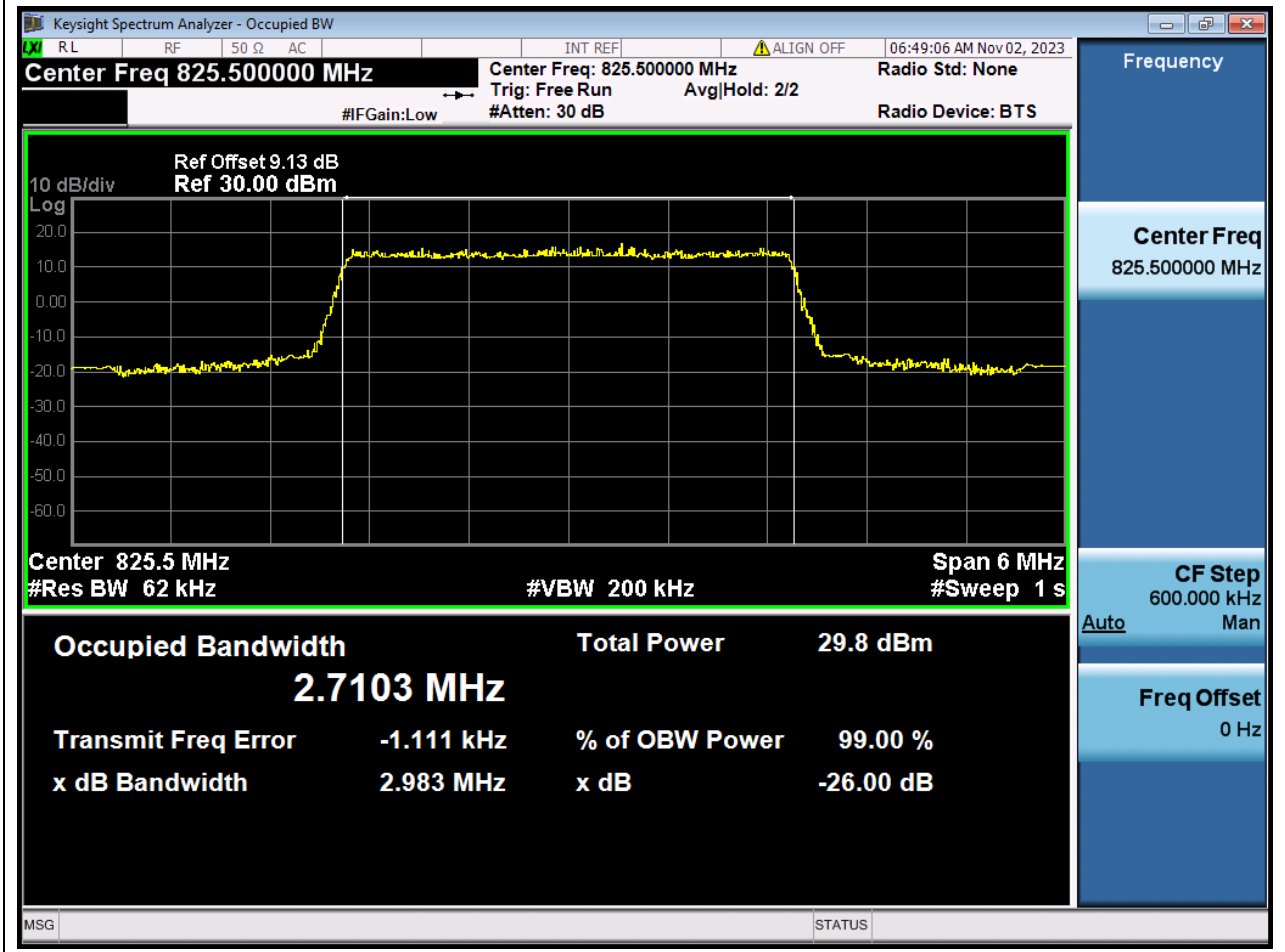 Keysight Spectrum Analyzer - Occupied BW
LXI RL RF 50 Ω AC INT REF ALIGN OFF 06:49:06 AM Nov 02, 2023
Center Freq 825.500000 MHz
Center Freq: 825.500000 MHz
Radio Std: None
Trig: Free Run Avg|Hold: 2/2
#IFGain:Low
#Atten: 30 dB
Radio Device: BTS
Ref Offset 9.13 dB
10 dB/div Ref 30.00 dBm
Log
20.0
10.0
0.00
-10.0
-20.0
-30.0
-40.0
-50.0
-60.0
Center 825.5 MHz Span 6 MHz
#Res BW 62 kHz #VBW 200 kHz #Sweep 1 s
Occupied Bandwidth Total Power 29.8 dBm
2.7103 MHz
Transmit Freq Error -1.111 kHz % of OBW Power 99.00 %
x dB Bandwidth 2.983 MHz x dB -26.00 dB
MSG STATUS
Frequency
Center Freq
825.500000 MHz
CF Step
600.000 kHz
Auto Man
Freq Offset
0 Hz